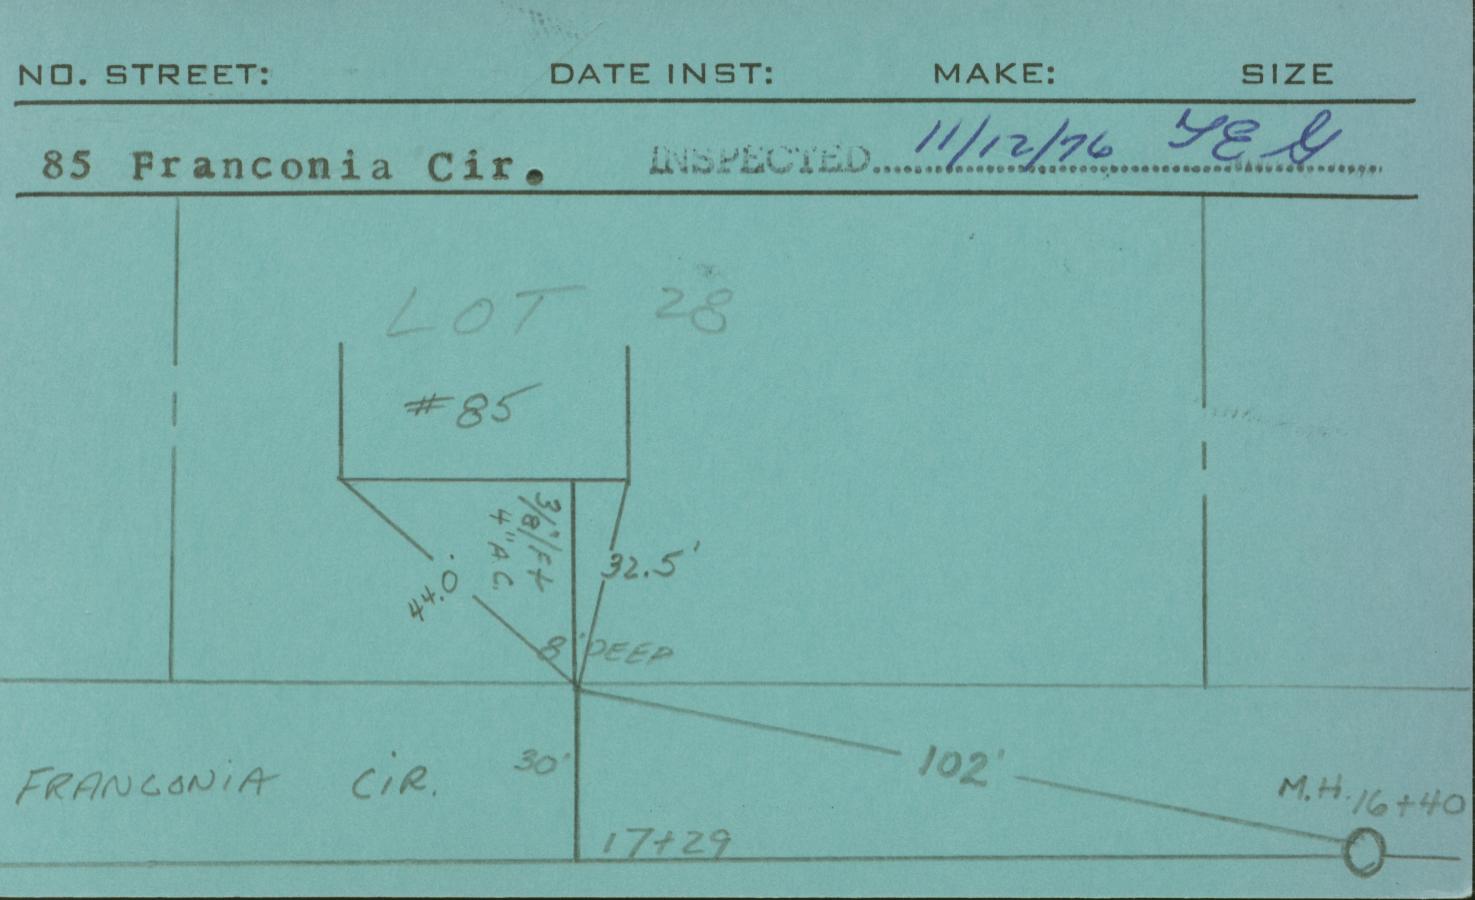 NO. STREET: DATE INST: MAKE: SIZE
85 Franconia Cir. INSPECTED 11/12/76 TEG
LOT 28
#85
3/8"/Ft
4" A.C.
32.5'
44.0'
8' DEEP
102'
30'
FRANCONIA CIR.
M.H. 16+40
17+29